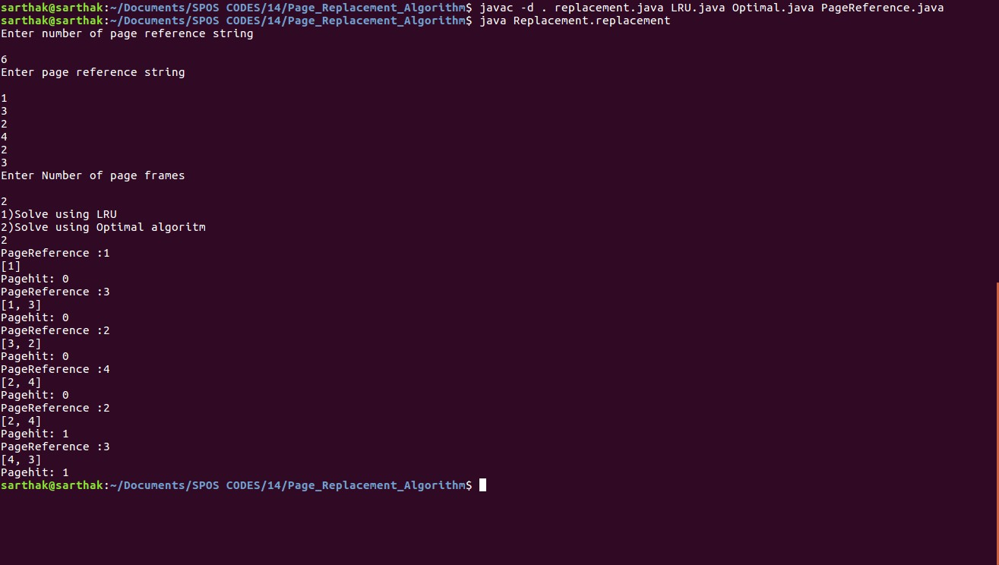 sarthak@sarthak:~/Documents/SPOS CODES/14/Page_Replacement_Algorithm$ javac -d . replacement.java LRU.java Optimal.java PageReference.java
sarthak@sarthak:~/Documents/SPOS CODES/14/Page_Replacement_Algorithm$ java Replacement.replacement
Enter number of page reference string
6
Enter page reference string
1
3
2
4
2
3
Enter Number of page frames
2
1)Solve using LRU
2)Solve using Optimal algoritm
2
PageReference :1
[1]
Pagehit: 0
PageReference :3
[1, 3]
Pagehit: 0
PageReference :2
[3, 2]
Pagehit: 0
PageReference :4
[2, 4]
Pagehit: 0
PageReference :2
[2, 4]
Pagehit: 1
PageReference :3
[4, 3]
Pagehit: 1
sarthak@sarthak:~/Documents/SPOS CODES/14/Page_Replacement_Algorithm$